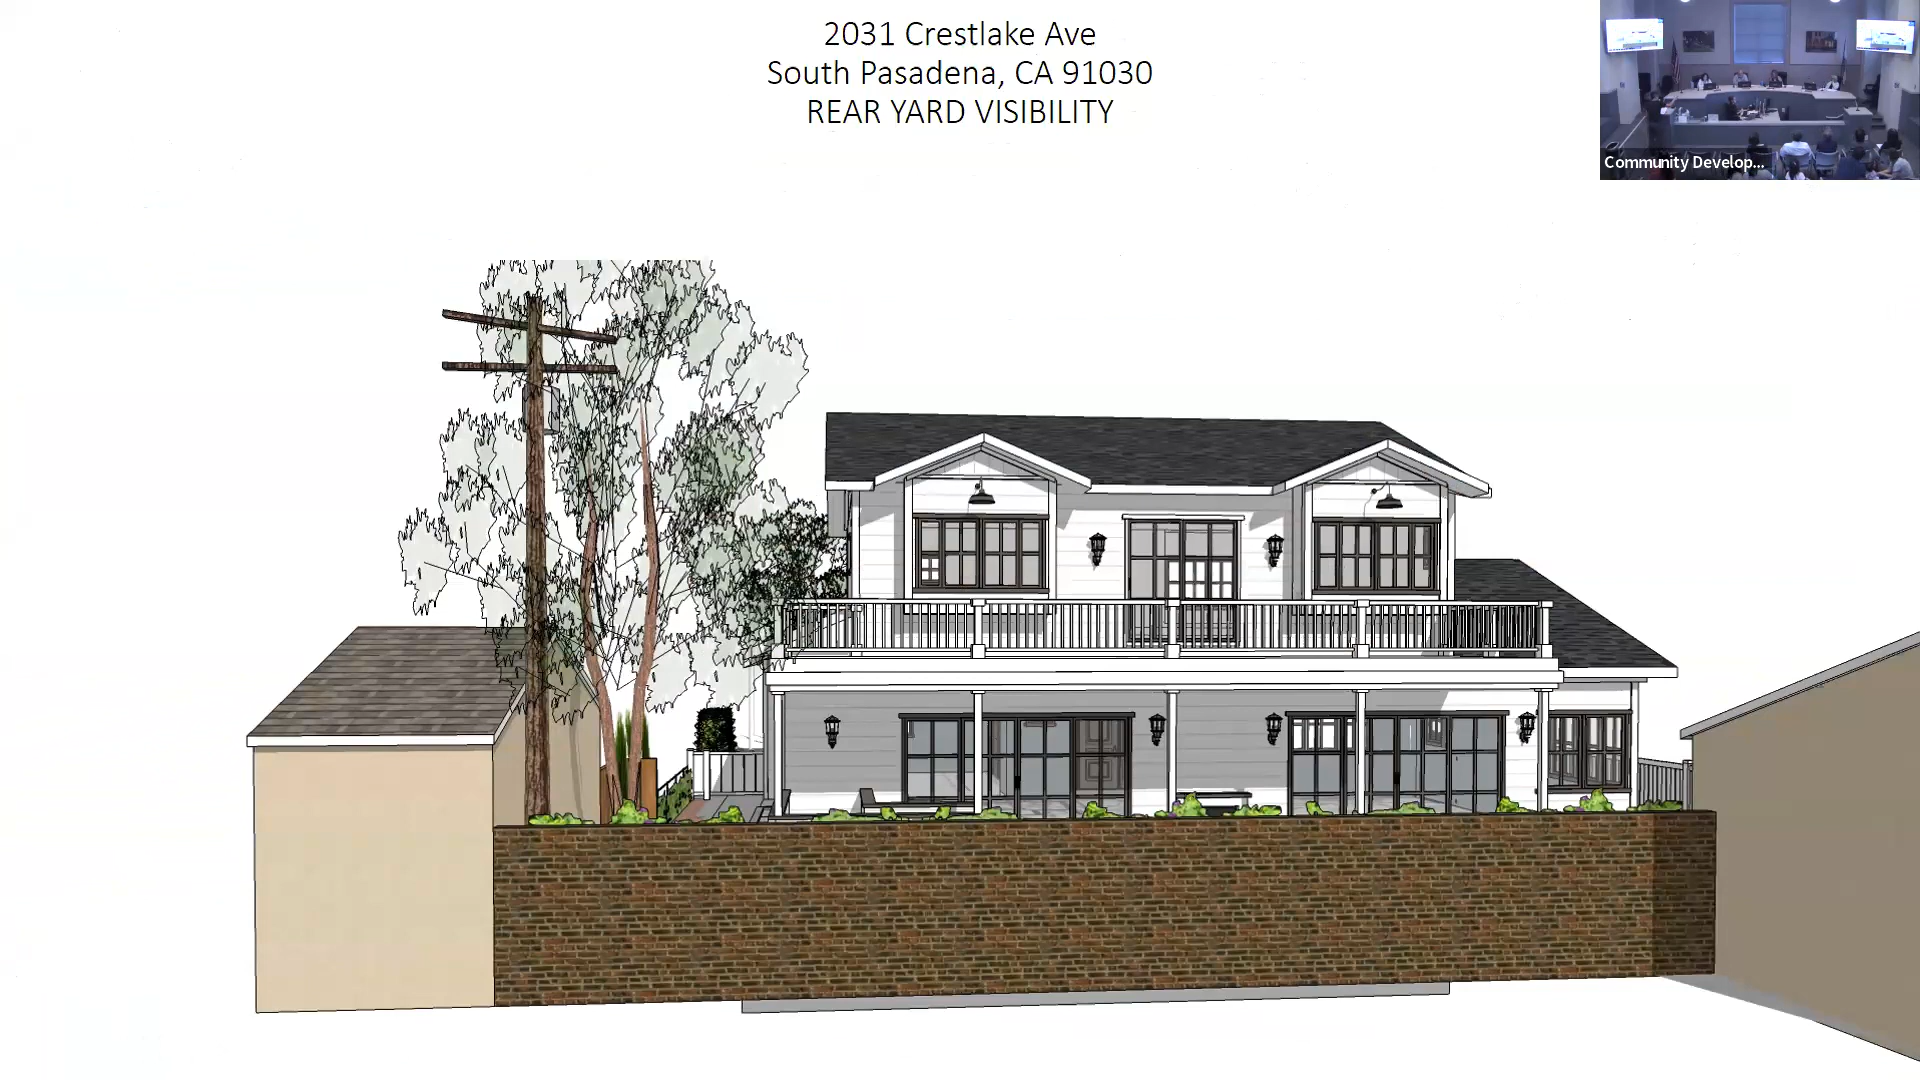 2031 Crestlake Ave
South Pasadena, CA 91030
REAR YARD VISIBILITY
Community Develop...